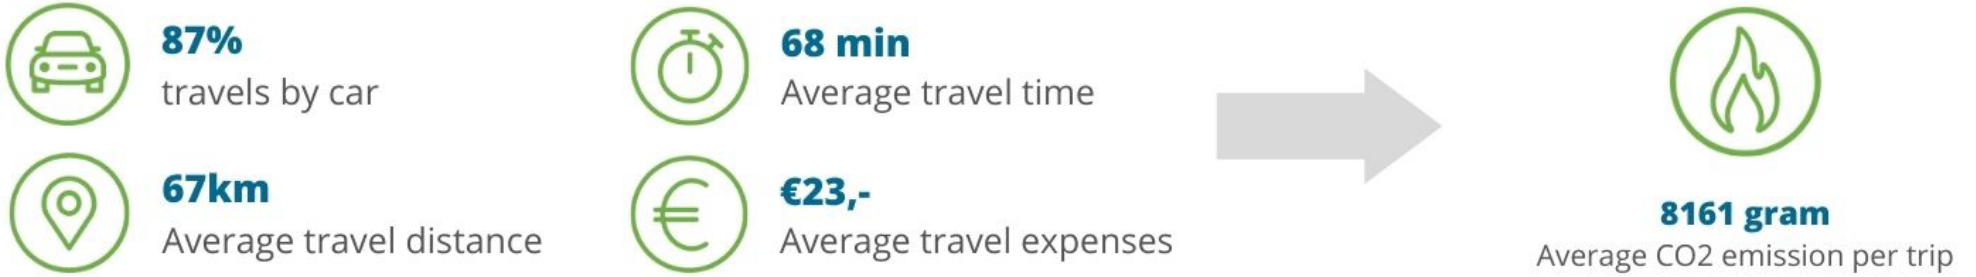 87%
travels by car
67km
Average travel distance
68 min
Average travel time
€23,-
Average travel expenses
8161 gram
Average CO2 emission per trip